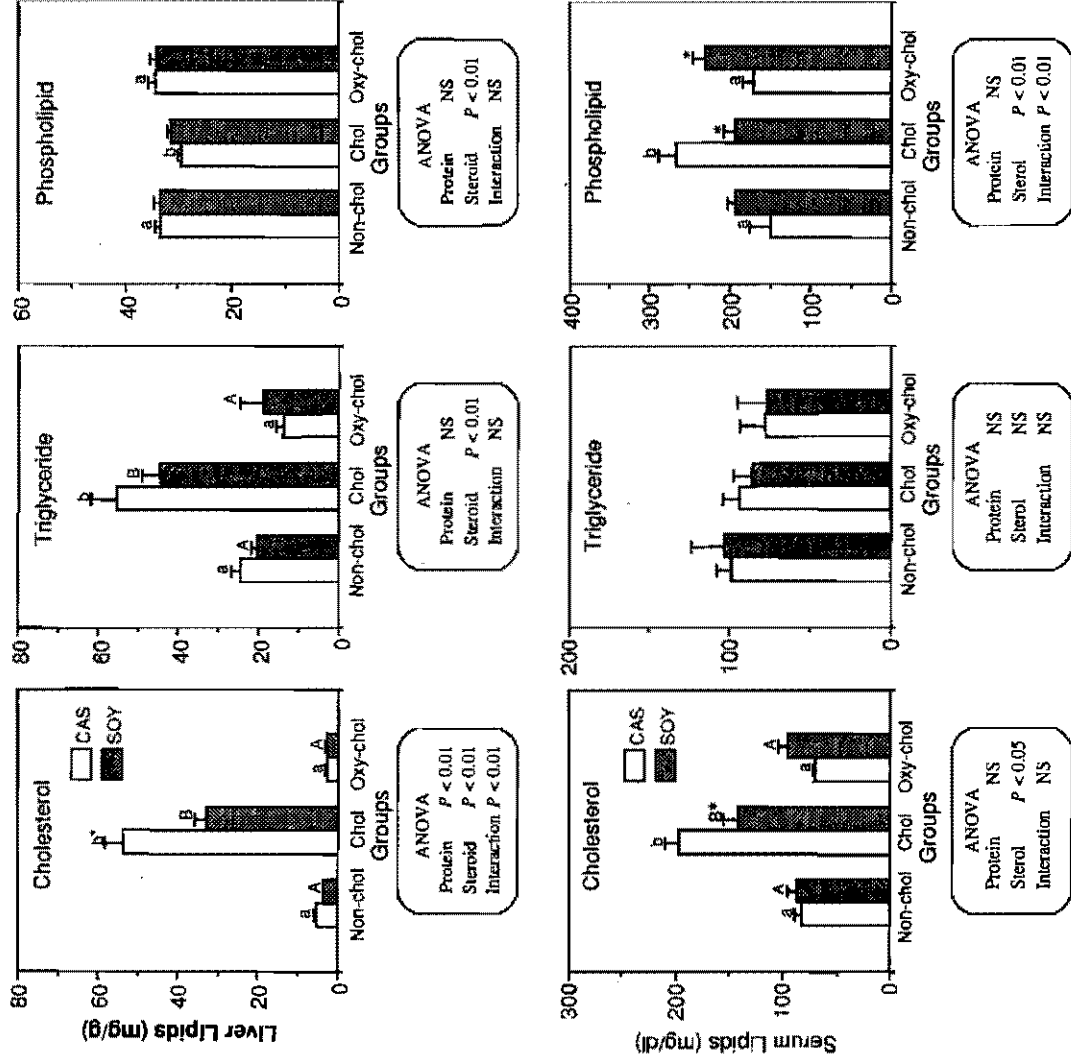 Liver Lipids (mg/g)
Cholesterol
80
60
40
20
0
CAS
SOY
a
A
b*
B
a
A
Non-chol Chol Oxy-chol
Groups
ANOVA
Protein P < 0.01
Steroid P < 0.01
Interaction P < 0.01
Triglyceride
80
60
40
20
0
a
A
b
B
a
A
Non-chol Chol Oxy-chol
Groups
ANOVA
Protein NS
Steroid P < 0.01
Interaction NS
Phospholipid
60
40
20
0
a
b
a
Non-chol Chol Oxy-chol
Groups
ANOVA
Protein NS
Steroid P < 0.01
Interaction NS
Serum Lipids (mg/dl)
Cholesterol
300
200
100
0
CAS
SOY
a
A
b
B*
a
A
Non-chol Chol Oxy-chol
Groups
ANOVA
Protein NS
Sterol P < 0.05
Interaction NS
Triglyceride
200
100
0
Non-chol Chol Oxy-chol
Groups
ANOVA
Protein NS
Sterol NS
Interaction NS
Phospholipid
400
300
200
100
0
a
b
*
a
*
Non-chol Chol Oxy-chol
Groups
ANOVA
Protein NS
Sterol P < 0.01
Interaction P < 0.01